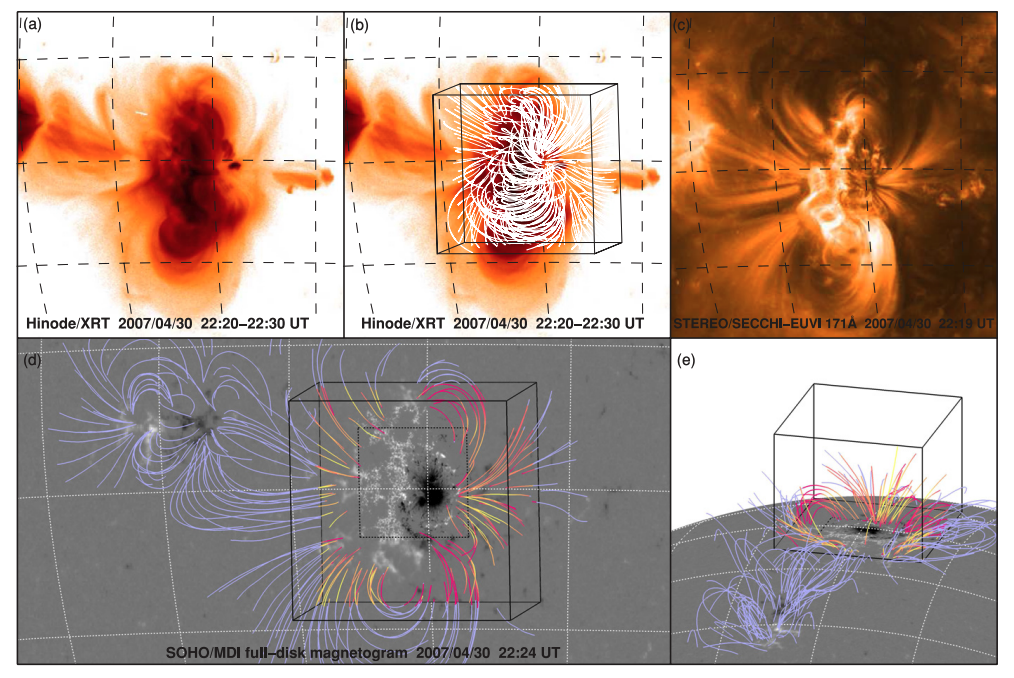 (a)
Hinode/XRT 2007/04/30 22:20–22:30 UT
(b)
Hinode/XRT 2007/04/30 22:20–22:30 UT
(c)
STEREO/SECCHI–EUVI 171Å 2007/04/30 22:19 UT
(d)
SOHO/MDI full–disk magnetogram 2007/04/30 22:24 UT
(e)